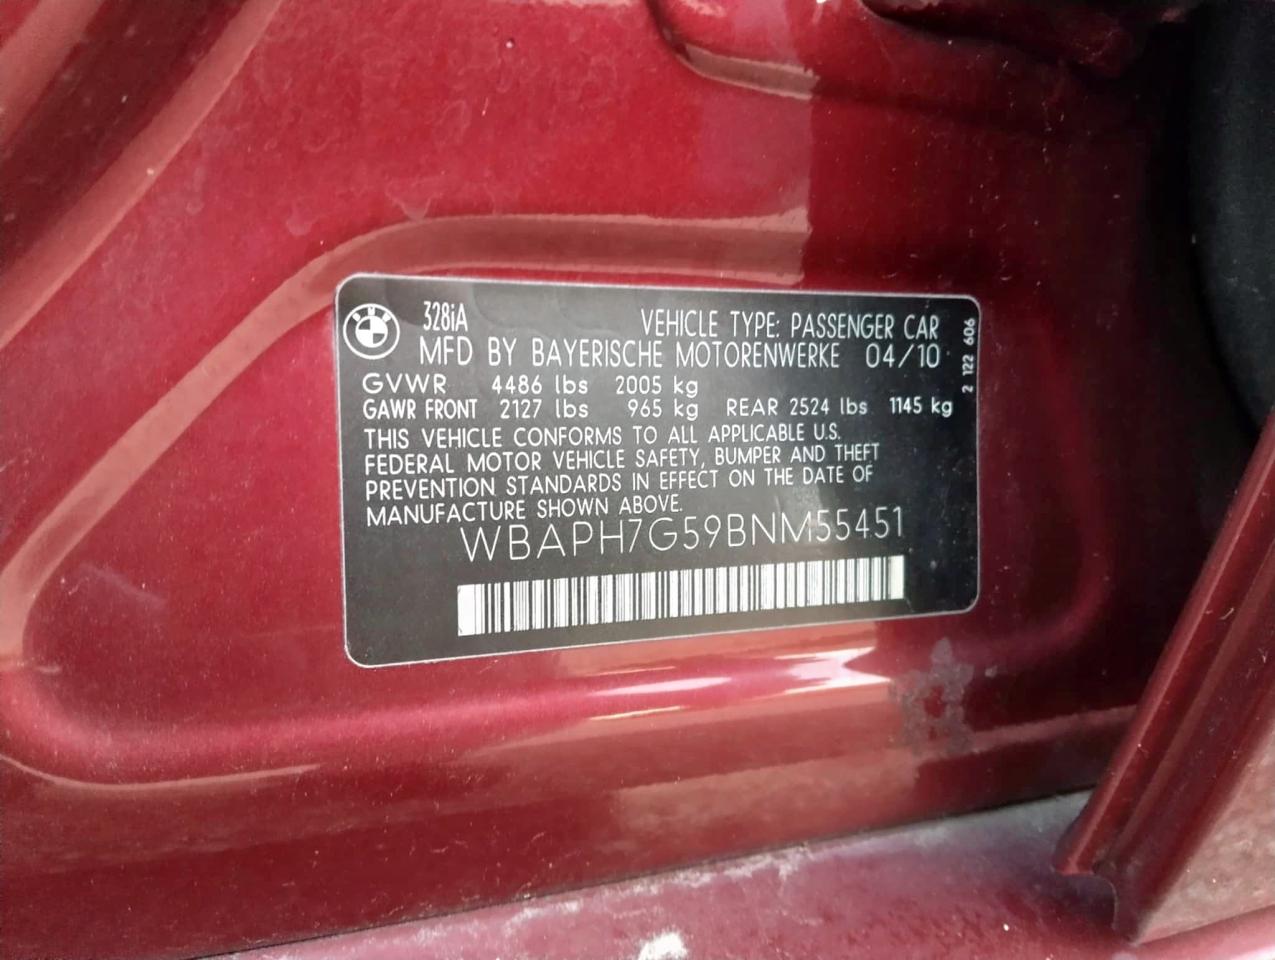 BMW
328iA
VEHICLE TYPE: PASSENGER CAR
MFD BY BAYERISCHE MOTORENWERKE 04/10
2 122 606
GVWR 4486 lbs 2005 kg
GAWR FRONT 2127 lbs 965 kg REAR 2524 lbs 1145 kg
THIS VEHICLE CONFORMS TO ALL APPLICABLE U.S.
FEDERAL MOTOR VEHICLE SAFETY, BUMPER AND THEFT
PREVENTION STANDARDS IN EFFECT ON THE DATE OF
MANUFACTURE SHOWN ABOVE.
WBAPH7G59BNM55451